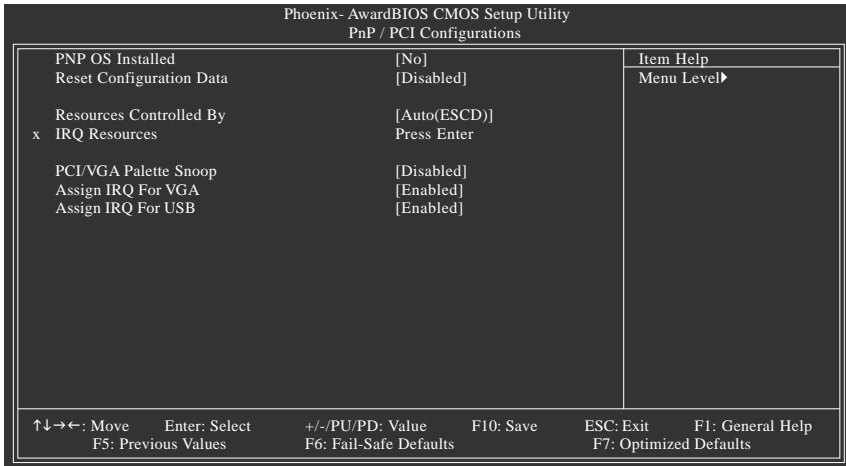 Phoenix- AwardBIOS CMOS Setup Utility
PnP / PCI Configurations
PNP OS Installed [No] Item Help
Reset Configuration Data [Disabled] Menu Level▶
Resources Controlled By [Auto(ESCD)]
x IRQ Resources Press Enter
PCI/VGA Palette Snoop [Disabled]
Assign IRQ For VGA [Enabled]
Assign IRQ For USB [Enabled]
↑↓→←: Move Enter: Select +/-/PU/PD: Value F10: Save ESC: Exit F1: General Help
F5: Previous Values F6: Fail-Safe Defaults F7: Optimized Defaults